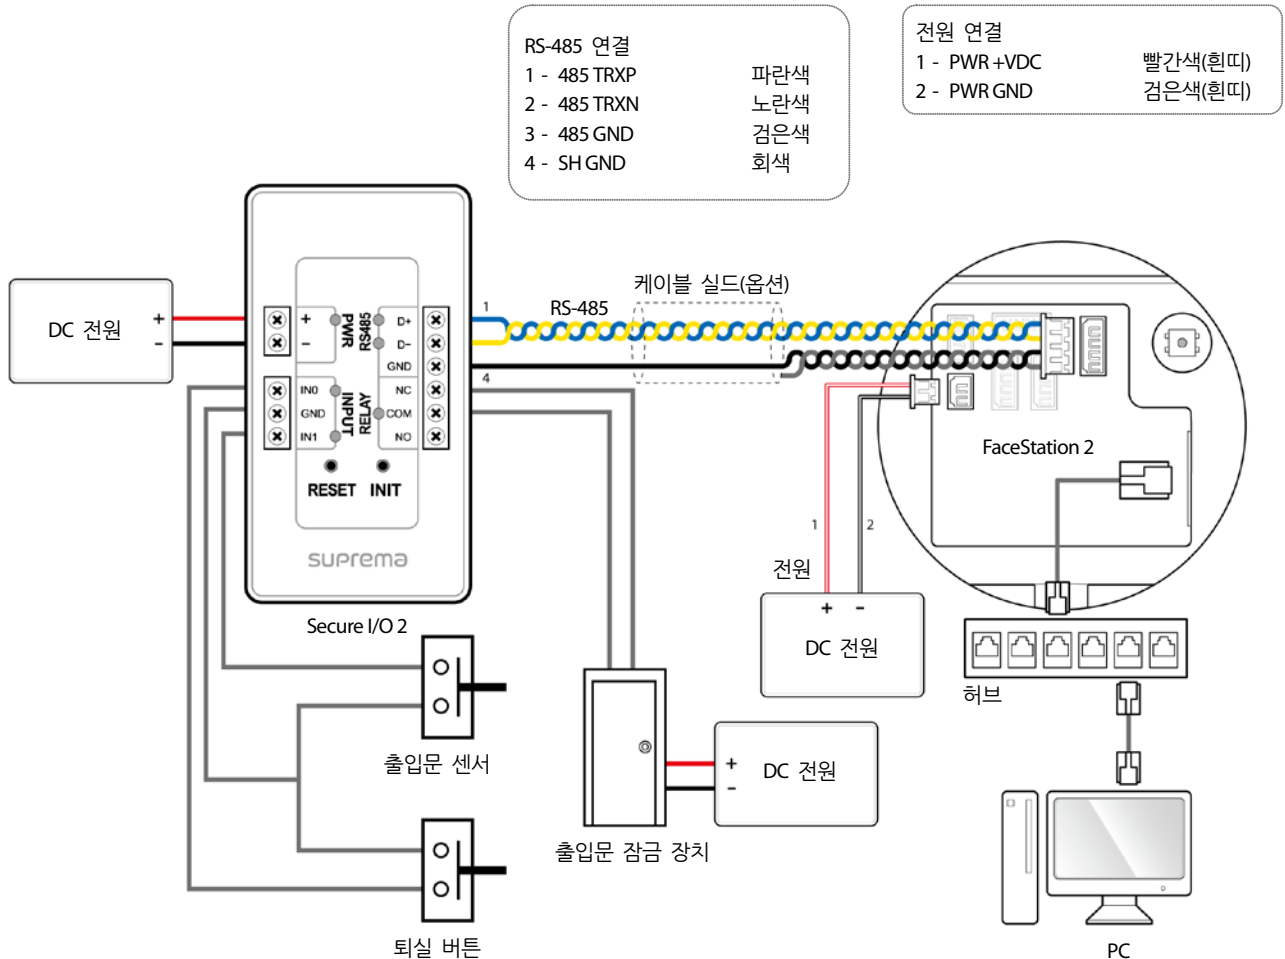 RS-485 연결
1 - 485 TRXP 파란색
2 - 485 TRXN 노란색
3 - 485 GND 검은색
4 - SH GND 회색
전원 연결
1 - PWR +VDC 빨간색(흰띠)
2 - PWR GND 검은색(흰띠)
DC 전원
+
-
+
-
PWR
RS485
D+
D-
GND
IN0
GND
IN1
INPUT
RELAY
NC
COM
NO
RESET INIT
suprema
Secure I/O 2
1
4
RS-485
케이블 실드(옵션)
FaceStation 2
1
2
전원
+ -
DC 전원
허브
출입문 센서
퇴실 버튼
출입문 잠금 장치
+
-
DC 전원
PC